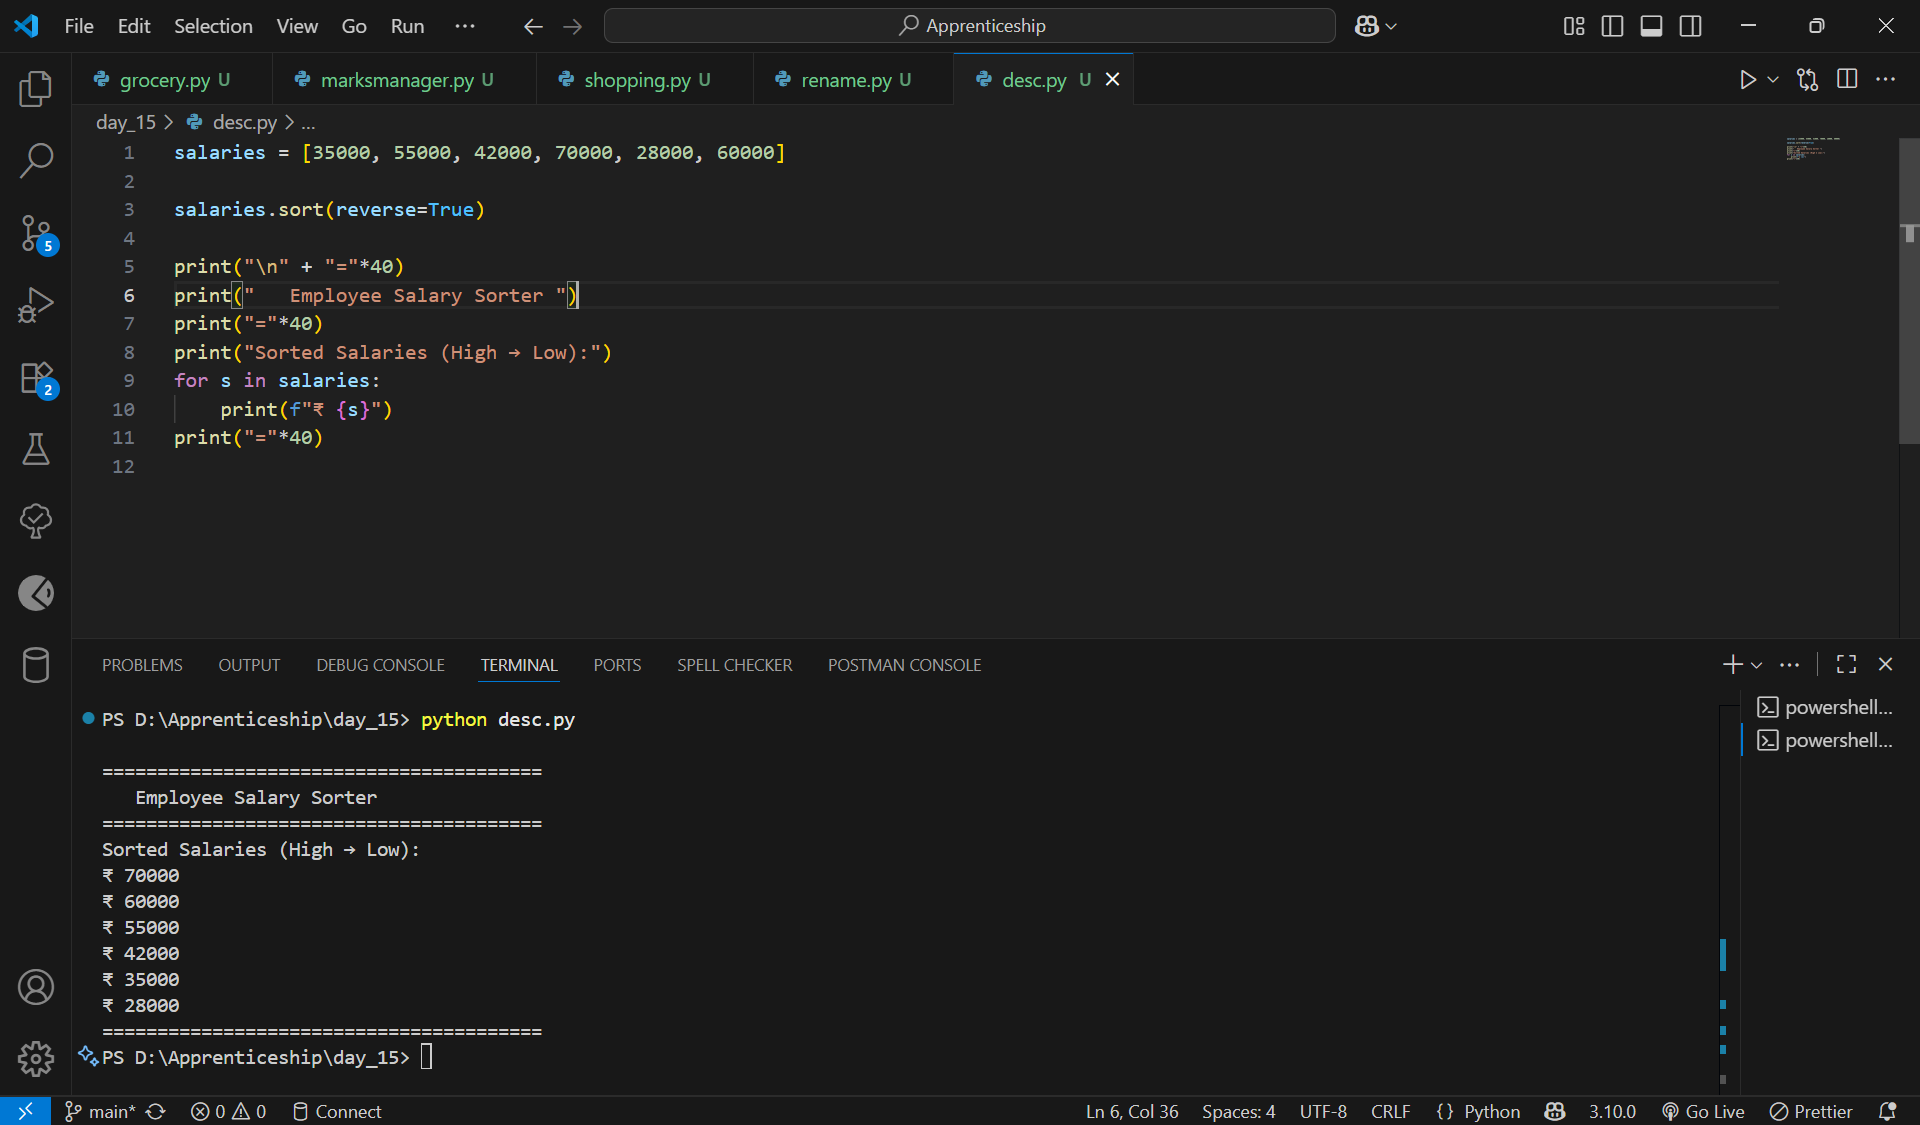 File Edit Selection View Go Run ··· Apprenticeship
grocery.py U marksmanager.py U shopping.py U rename.py U desc.py U
day_15 > desc.py > ...
1 salaries = [35000, 55000, 42000, 70000, 28000, 60000]
2
3 salaries.sort(reverse=True)
4
5 print("\n" + "="*40)
6 print("   Employee Salary Sorter ")
7 print("="*40)
8 print("Sorted Salaries (High → Low):")
9 for s in salaries:
10     print(f"₹ {s}")
11 print("="*40)
12
5
2
PROBLEMS OUTPUT DEBUG CONSOLE TERMINAL PORTS SPELL CHECKER POSTMAN CONSOLE
PS D:\Apprenticeship\day_15> python desc.py
========================================
   Employee Salary Sorter
========================================
Sorted Salaries (High → Low):
₹ 70000
₹ 60000
₹ 55000
₹ 42000
₹ 35000
₹ 28000
========================================
PS D:\Apprenticeship\day_15>
powershell...
powershell...
main* 0 0 Connect Ln 6, Col 36 Spaces: 4 UTF-8 CRLF {} Python 3.10.0 Go Live Prettier